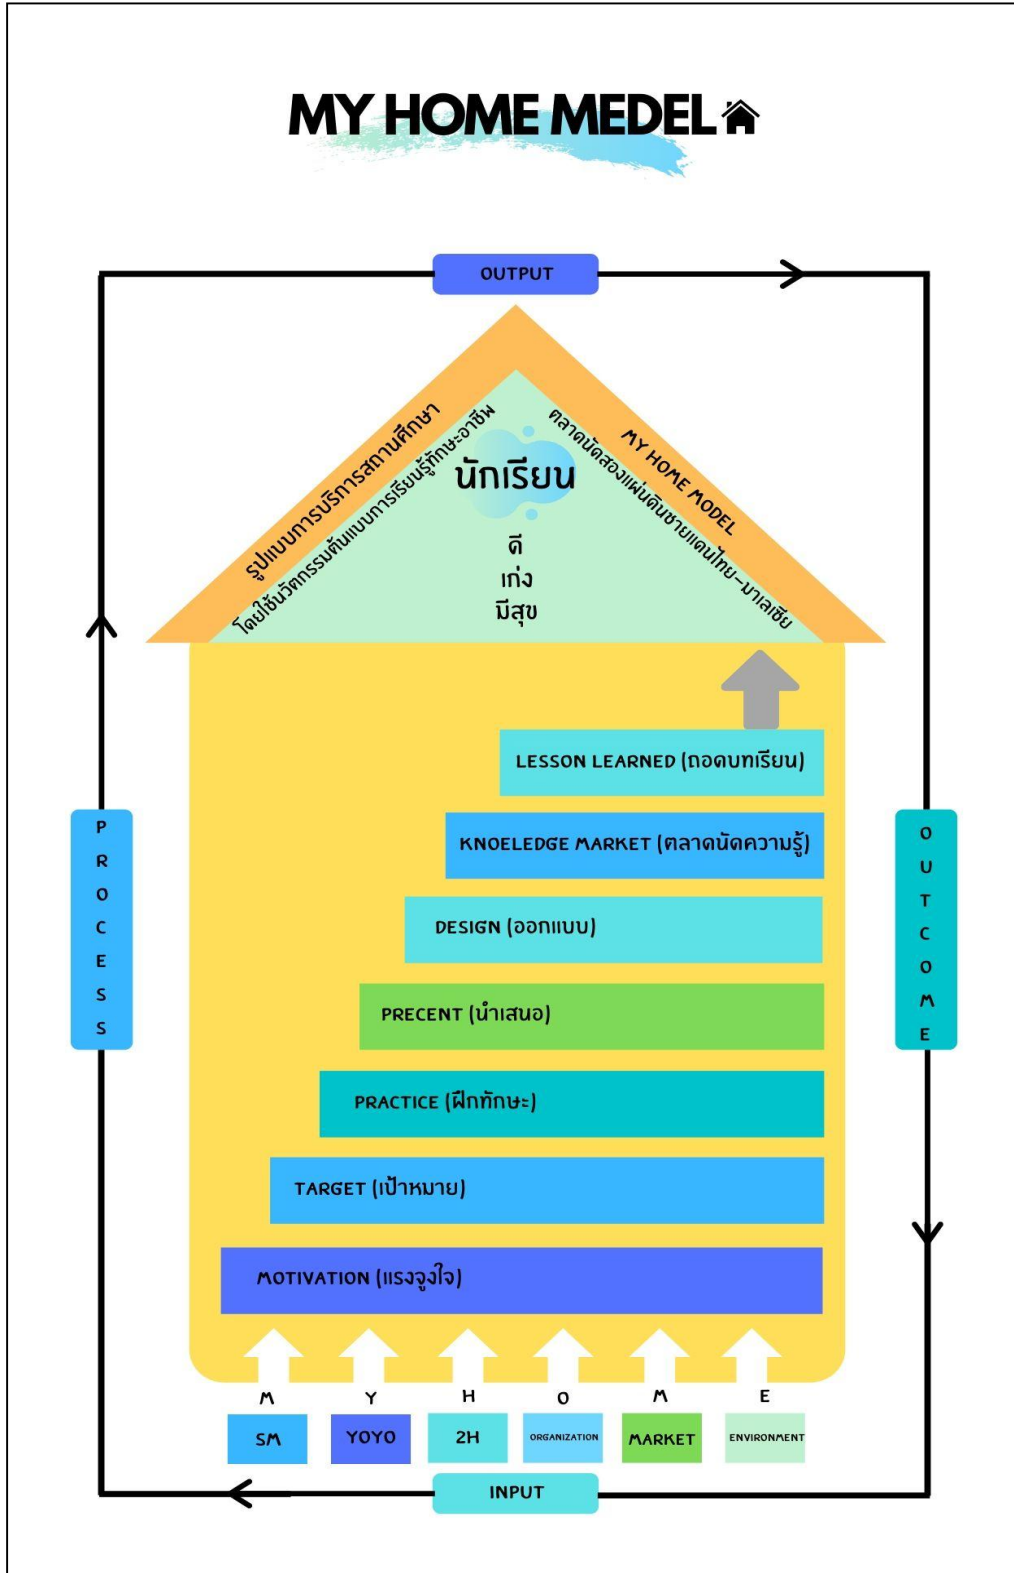 MY HOME MEDEL
OUTPUT
รูปแบบการบริการสถานศึกษา
โดยใช้นวัตกรรมต้นแบบการเรียนรู้ทักษะอาชีพ
MY HOME MODEL
ตลาดนัดสองแผ่นดินชายแดนไทย-มาเลเซีย
นักเรียน
ดี
เก่ง
มีสุข
LESSON LEARNED (ถอดบทเรียน)
KNOELEDGE MARKET (ตลาดนัดความรู้)
DESIGN (ออกแบบ)
PRECENT (นำเสนอ)
PRACTICE (ฝึกทักษะ)
TARGET (เป้าหมาย)
MOTIVATION (แรงจูงใจ)
PROCESS
OUTCOME
M Y H O M E
SM YOYO 2H ORGANIZATION MARKET ENVIRONMENT
INPUT